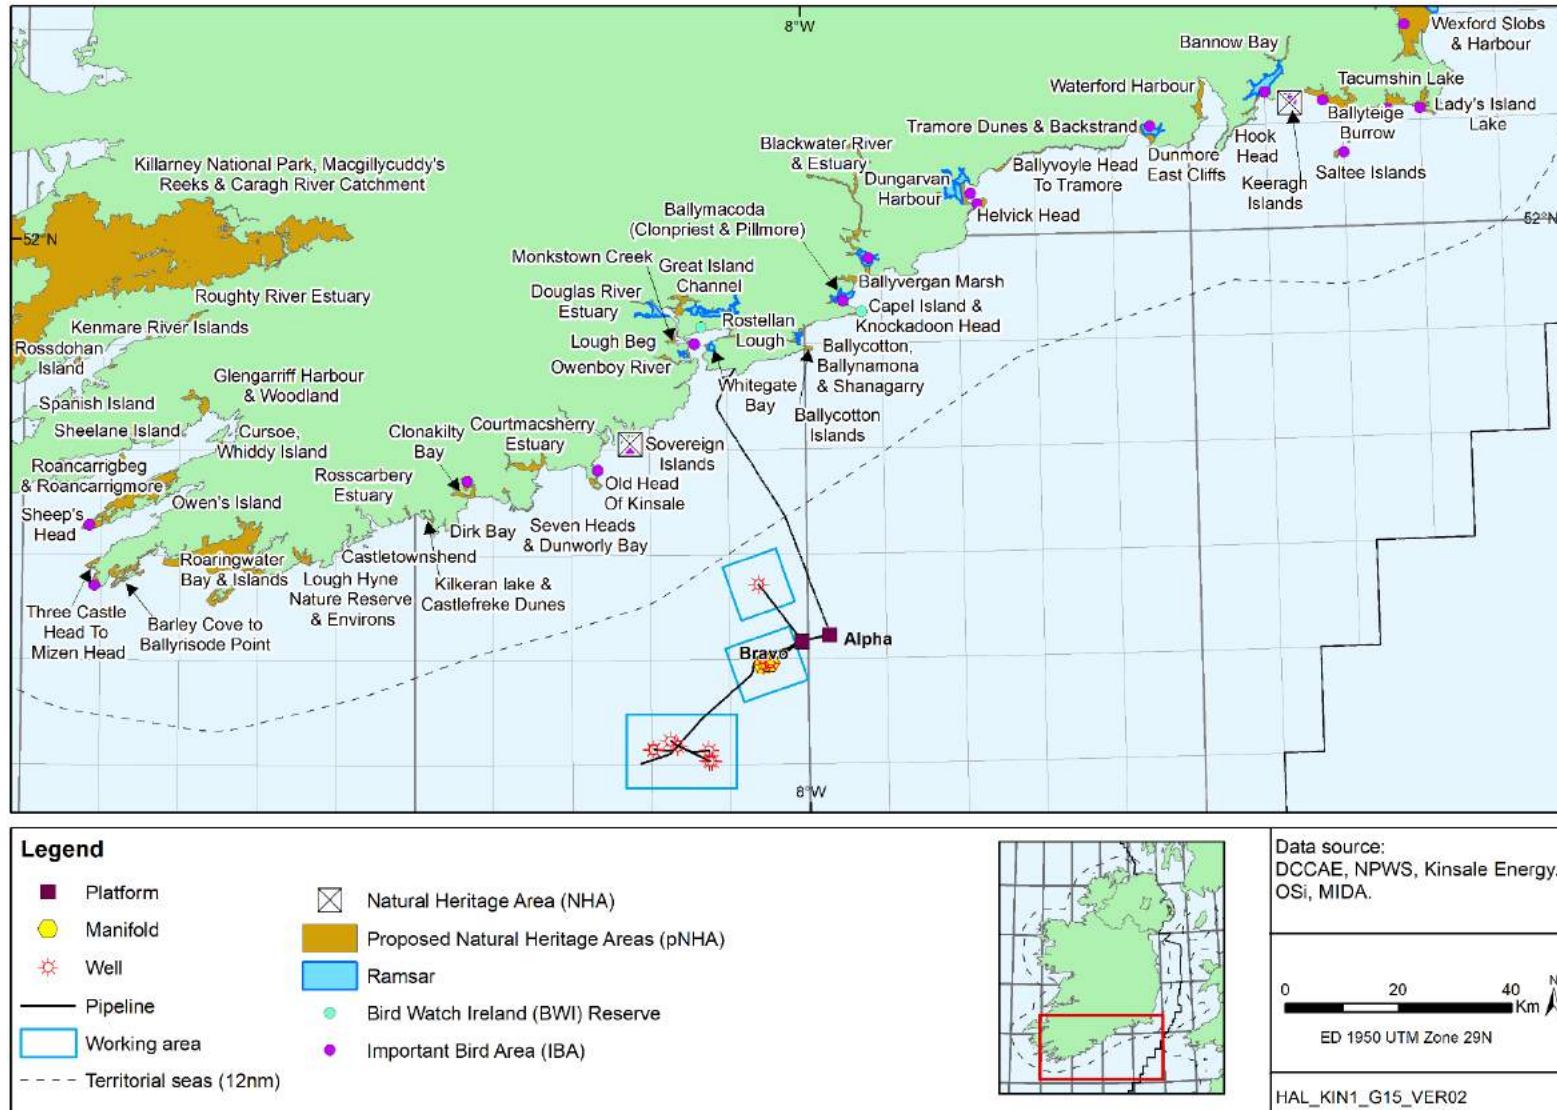 8°W
Wexford Slobs
& Harbour
Bannow Bay
Tacumshin Lake
Waterford Harbour
Lady's Island
Lake
Ballyteige
Burrow
Tramore Dunes & Backstrand
Hook
Head
Dunmore
East Cliffs
Saltee Islands
Keeragh
Islands
Blackwater River
& Estuary
Ballyvoyle Head
To Tramore
Dungarvan
Harbour
Helvick Head
52°N
Killarney National Park, Macgillycuddy's
Reeks & Caragh River Catchment
52°N
Ballymacoda
(Clonpriest & Pillmore)
Monkstown Creek
Great Island
Channel
Ballyvergan Marsh
Roughty River Estuary
Douglas River
Estuary
Capel Island &
Knockadoon Head
Kenmare River Islands
Rostellan
Lough
Rossdohan
Island
Lough Beg
Ballycotton,
Ballynamona
& Shanagarry
Owenboy River
Whitegate
Bay
Glengarriff Harbour
& Woodland
Spanish Island
Ballycotton
Islands
Sheelane Island
Cursoe,
Whiddy Island
Clonakilty
Bay
Courtmacsherry
Estuary
Sovereign
Islands
Roancarrigbeg
& Roancarrigmore
Rosscarbery
Estuary
Old Head
Of Kinsale
Owen's Island
Sheep's
Head
Dirk Bay
Seven Heads
& Dunworly Bay
Castletownshend
Roaringwater
Bay & Islands
Lough Hyne
Nature Reserve
& Environs
Kilkeran lake &
Castlefreke Dunes
Three Castle
Head To
Mizen Head
Barley Cove to
Ballyrisode Point
Alpha
Bravo
8°W
Legend
Platform
Manifold
Well
Pipeline
Working area
Territorial seas (12nm)
Natural Heritage Area (NHA)
Proposed Natural Heritage Areas (pNHA)
Ramsar
Bird Watch Ireland (BWI) Reserve
Important Bird Area (IBA)
Data source:
DCCAE, NPWS, Kinsale Energy.
OSi, MIDA.
N
0 20 40
Km
ED 1950 UTM Zone 29N
HAL_KIN1_G15_VER02